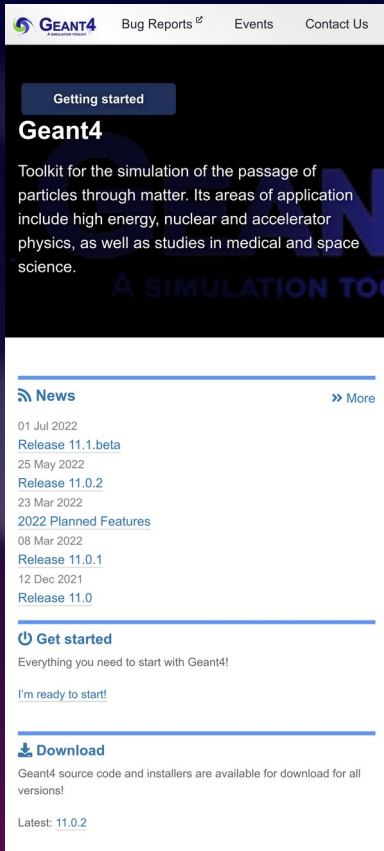 GEANT4
A SIMULATION TOOLKIT
Bug Reports
Events
Contact Us
Getting started
Geant4
Toolkit for the simulation of the passage of
particles through matter. Its areas of application
include high energy, nuclear and accelerator
physics, as well as studies in medical and space
science.
GEAN
A SIMULATION TOO
News
More
01 Jul 2022
Release 11.1.beta
25 May 2022
Release 11.0.2
23 Mar 2022
2022 Planned Features
08 Mar 2022
Release 11.0.1
12 Dec 2021
Release 11.0
Get started
Everything you need to start with Geant4!
I'm ready to start!
Download
Geant4 source code and installers are available for download for all
versions!
Latest: 11.0.2